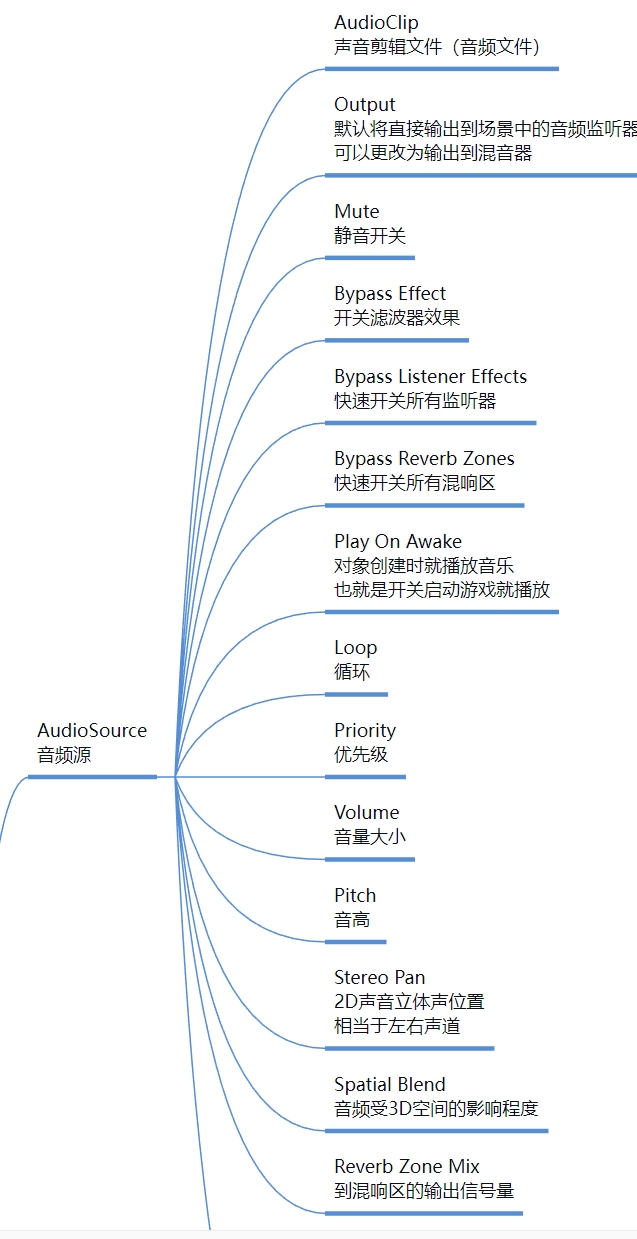 AudioClip
声音剪辑文件（音频文件）
Output
默认将直接输出到场景中的音频监听器
可以更改为输出到混音器
Mute
静音开关
Bypass Effect
开关滤波器效果
Bypass Listener Effects
快速开关所有监听器
Bypass Reverb Zones
快速开关所有混响区
Play On Awake
对象创建时就播放音乐
也就是开关启动游戏就播放
Loop
循环
AudioSource
音频源
Priority
优先级
Volume
音量大小
Pitch
音高
Stereo Pan
2D声音立体声位置
相当于左右声道
Spatial Blend
音频受3D空间的影响程度
Reverb Zone Mix
到混响区的输出信号量